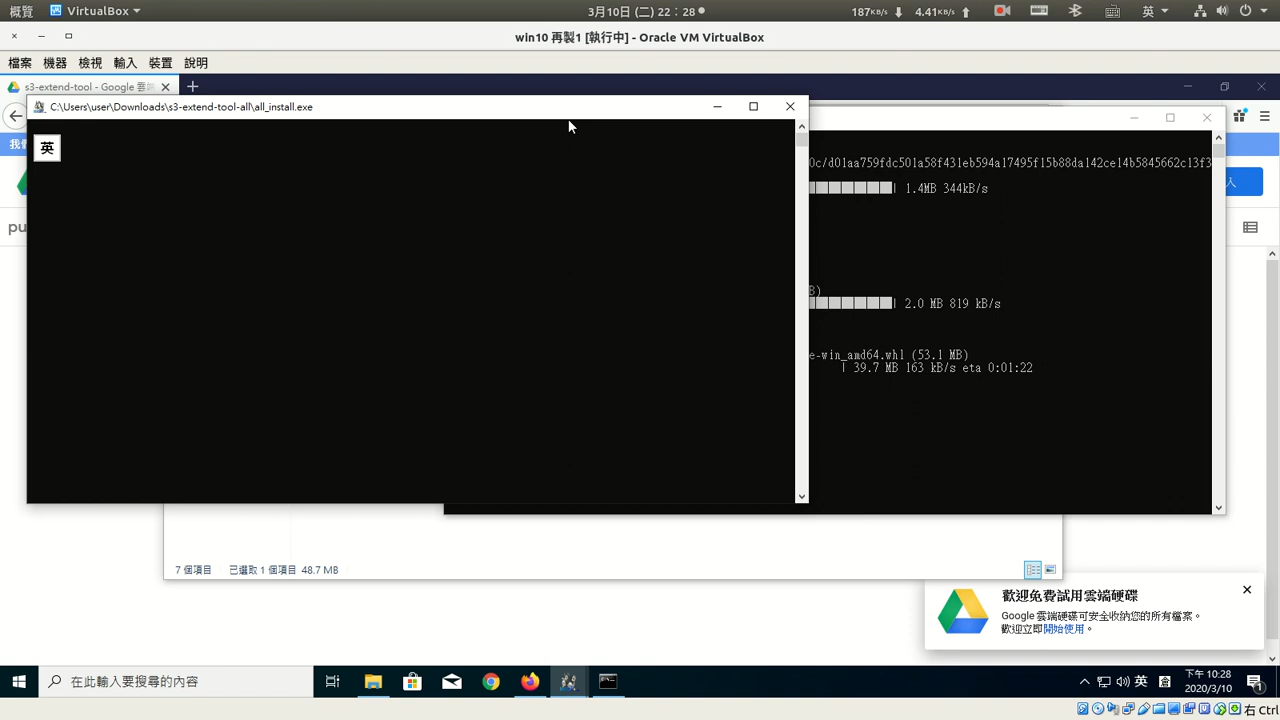 概覽 VirtualBox 3月10日 (二) 22：28 187KB/s 4.41KB/s 英
win10 再製1 [執行中] - Oracle VM VirtualBox
檔案 機器 檢視 輸入 裝置 說明
s3-extend-tool - Google 雲端
C:\Users\user\Downloads\s3-extend-tool-all\all_install.exe
英
0c/d01aa759fdc501a58f431eb594a17495f15b88da142ce14b5845662c13f3
| 1.4MB 344kB/s
入
pu
B)
| 2.0 MB 819 kB/s
e-win_amd64.whl (53.1 MB)
| 39.7 MB 163 kB/s eta 0:01:22
7 個項目 已選取 1 個項目 48.7 MB
歡迎免費試用雲端硬碟
Google 雲端硬碟可安全收納您的所有檔案。
歡迎立即開始使用。
在此輸入要搜尋的內容
英
下午 10:28
2020/3/10
1
右 Ctrl